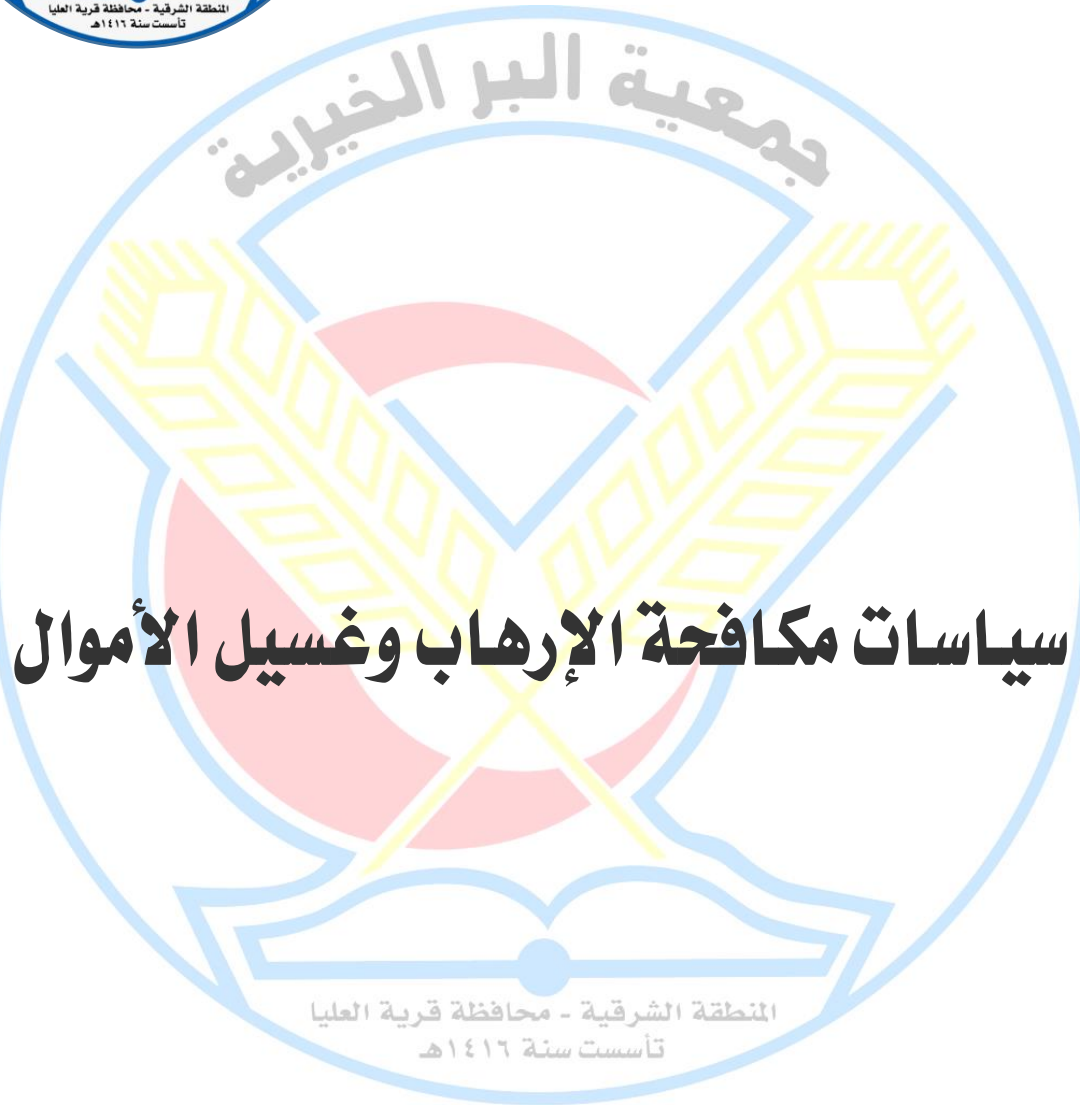 المنطقة الشرقية - محافظة قرية العليا
تأسست سنة ١٤١٦هـ
جمعية البر الخيرية
سياسات مكافحة الإرهاب وغسيل الأموال
المنطقة الشرقية - محافظة قرية العليا
تأسست سنة ١٤١٦هـ